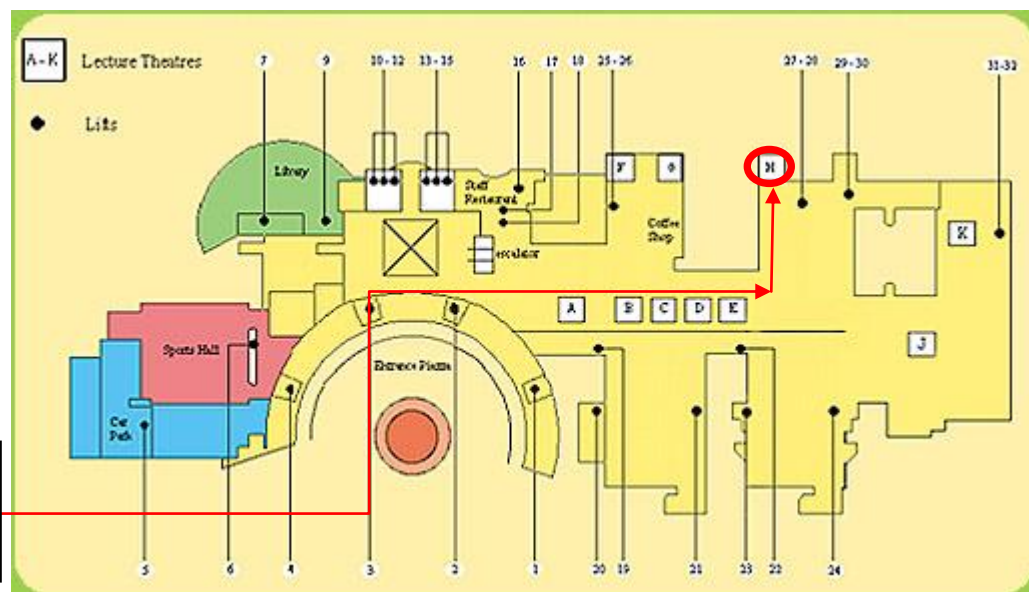 A-K Lecture Theatres
Lifts
7 9 10-12 13-15 16 17 18 25-26 27-28 29-30 31-32
Library
Staff
Restaurant
F G H
Coffee
Shop
K
escalator
A B C D E
J
Sports Hall
Entrance Piazza
Car
Park
5 6 4 3 2 1 20 19 21 23 22 24